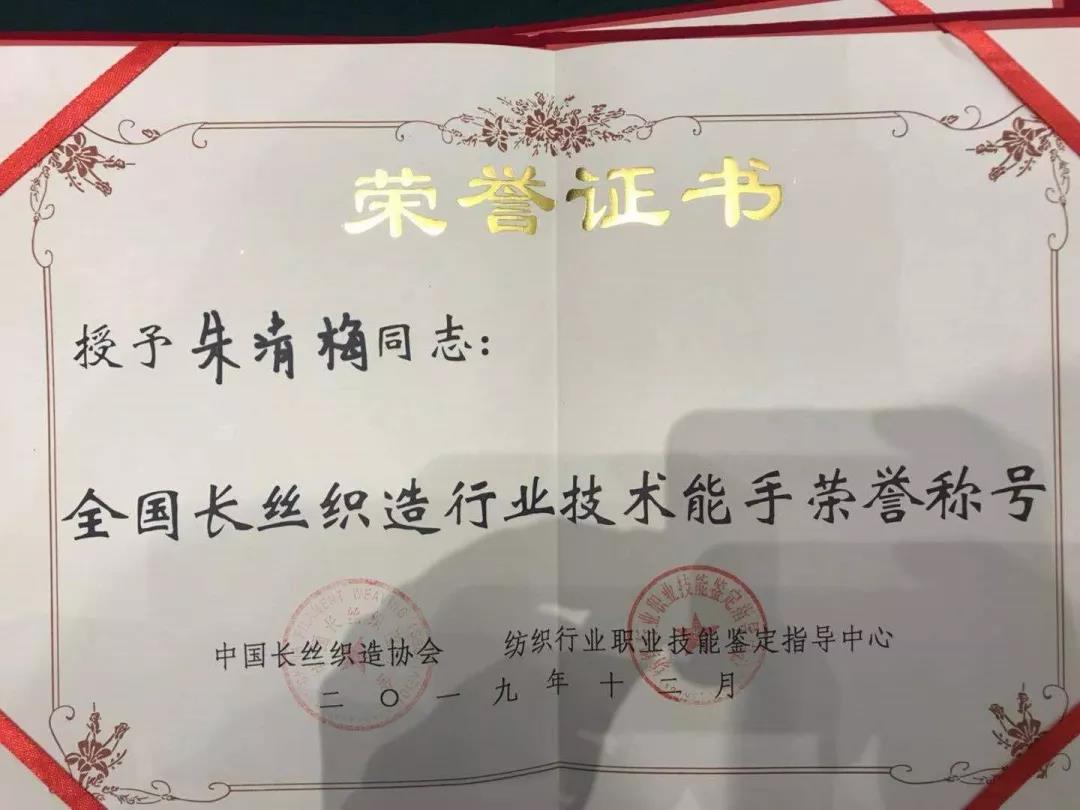 荣誉证书
授予朱清梅同志：
全国长丝织造行业技术能手荣誉称号
中国长丝织造协会 纺织行业职业技能鉴定指导中心
二〇一九年十二月